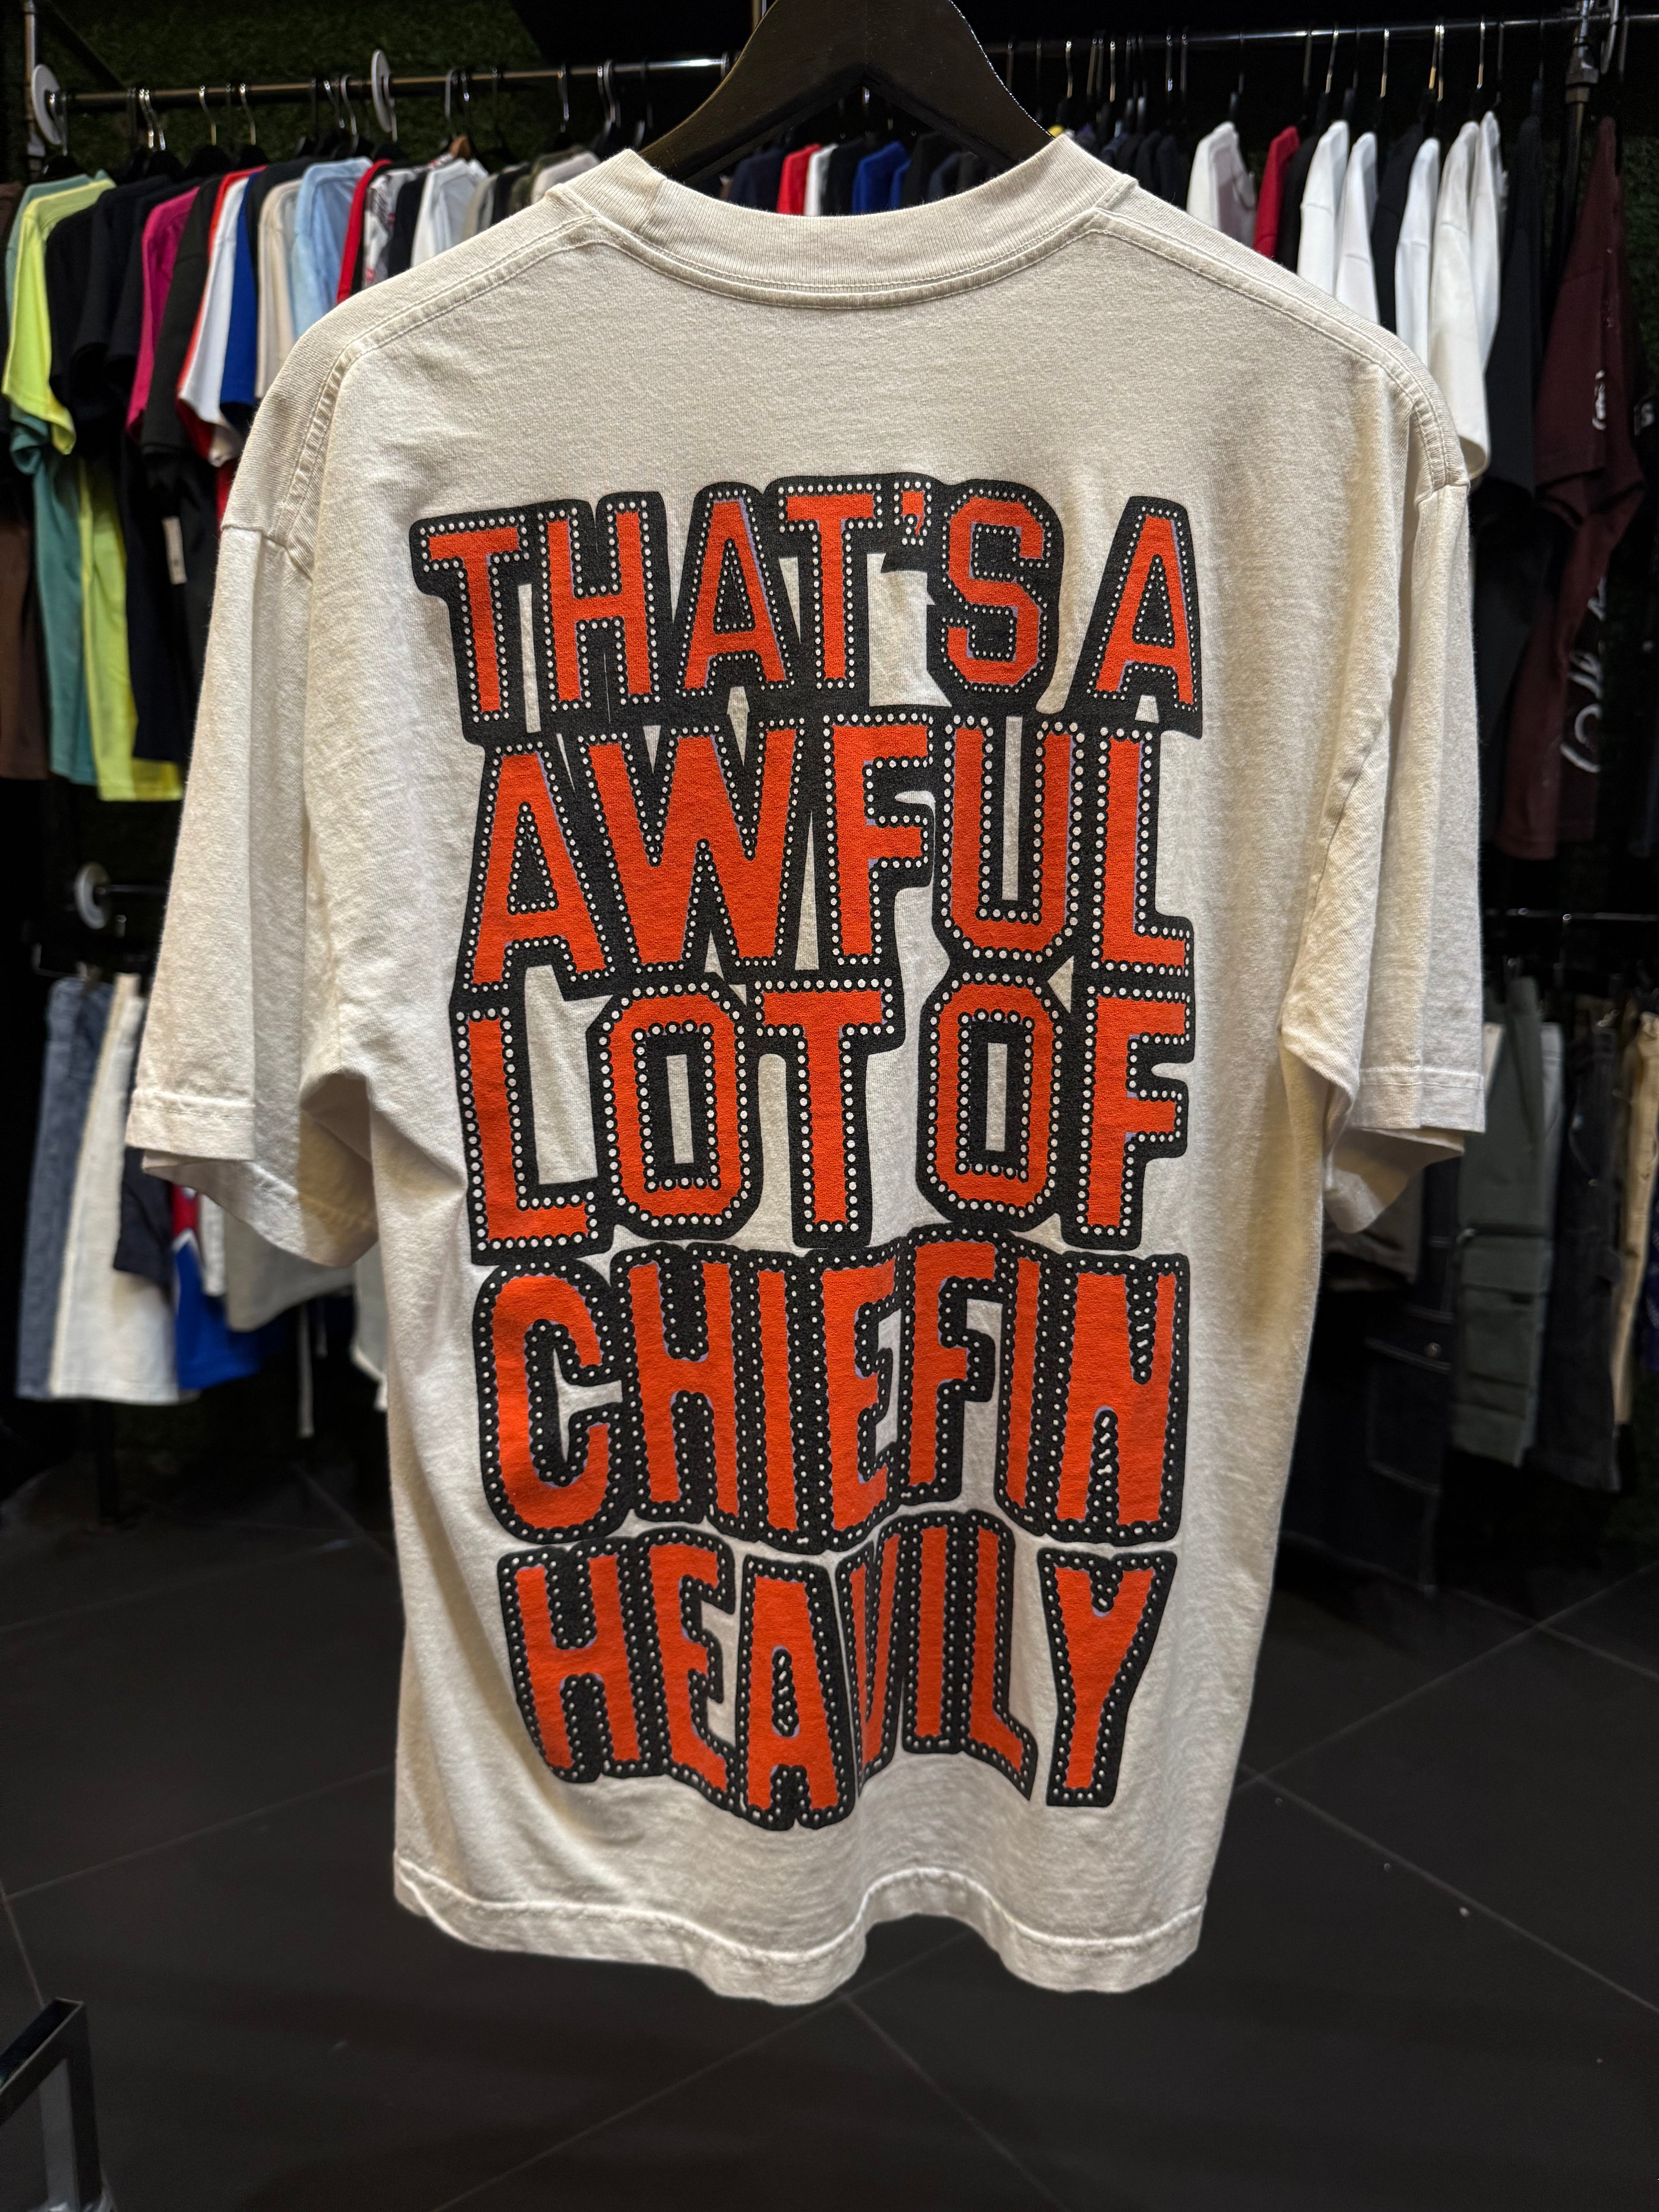 THAT'S A
AWFUL
LOT OF
CHIEFIN
HEAVILY